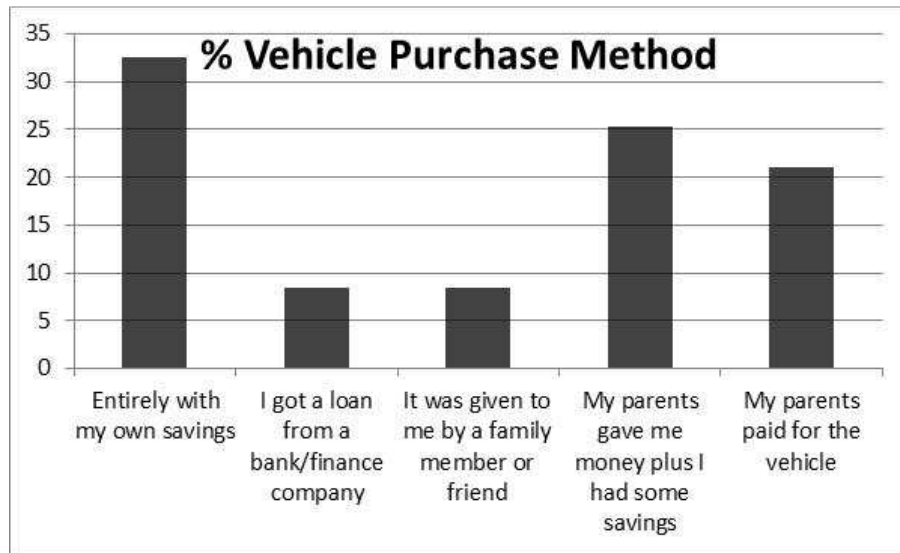 % Vehicle Purchase Method
35
30
25
20
15
10
5
0
Entirely with
my own savings
I got a loan
from a
bank/finance
company
It was given to
me by a family
member or
friend
My parents
gave me
money plus I
had some
savings
My parents
paid for the
vehicle